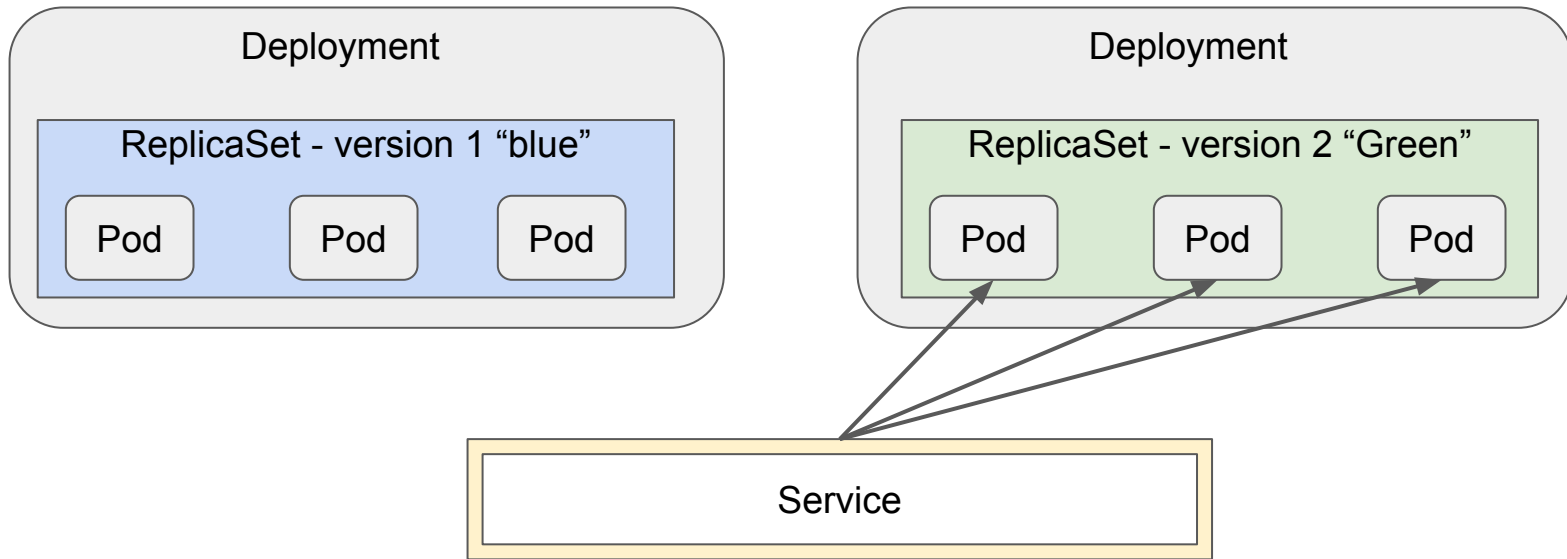 Deployment
Deployment
ReplicaSet - version 1 “blue”
ReplicaSet - version 2 “Green”
Pod
Pod
Pod
Pod
Pod
Pod
Service